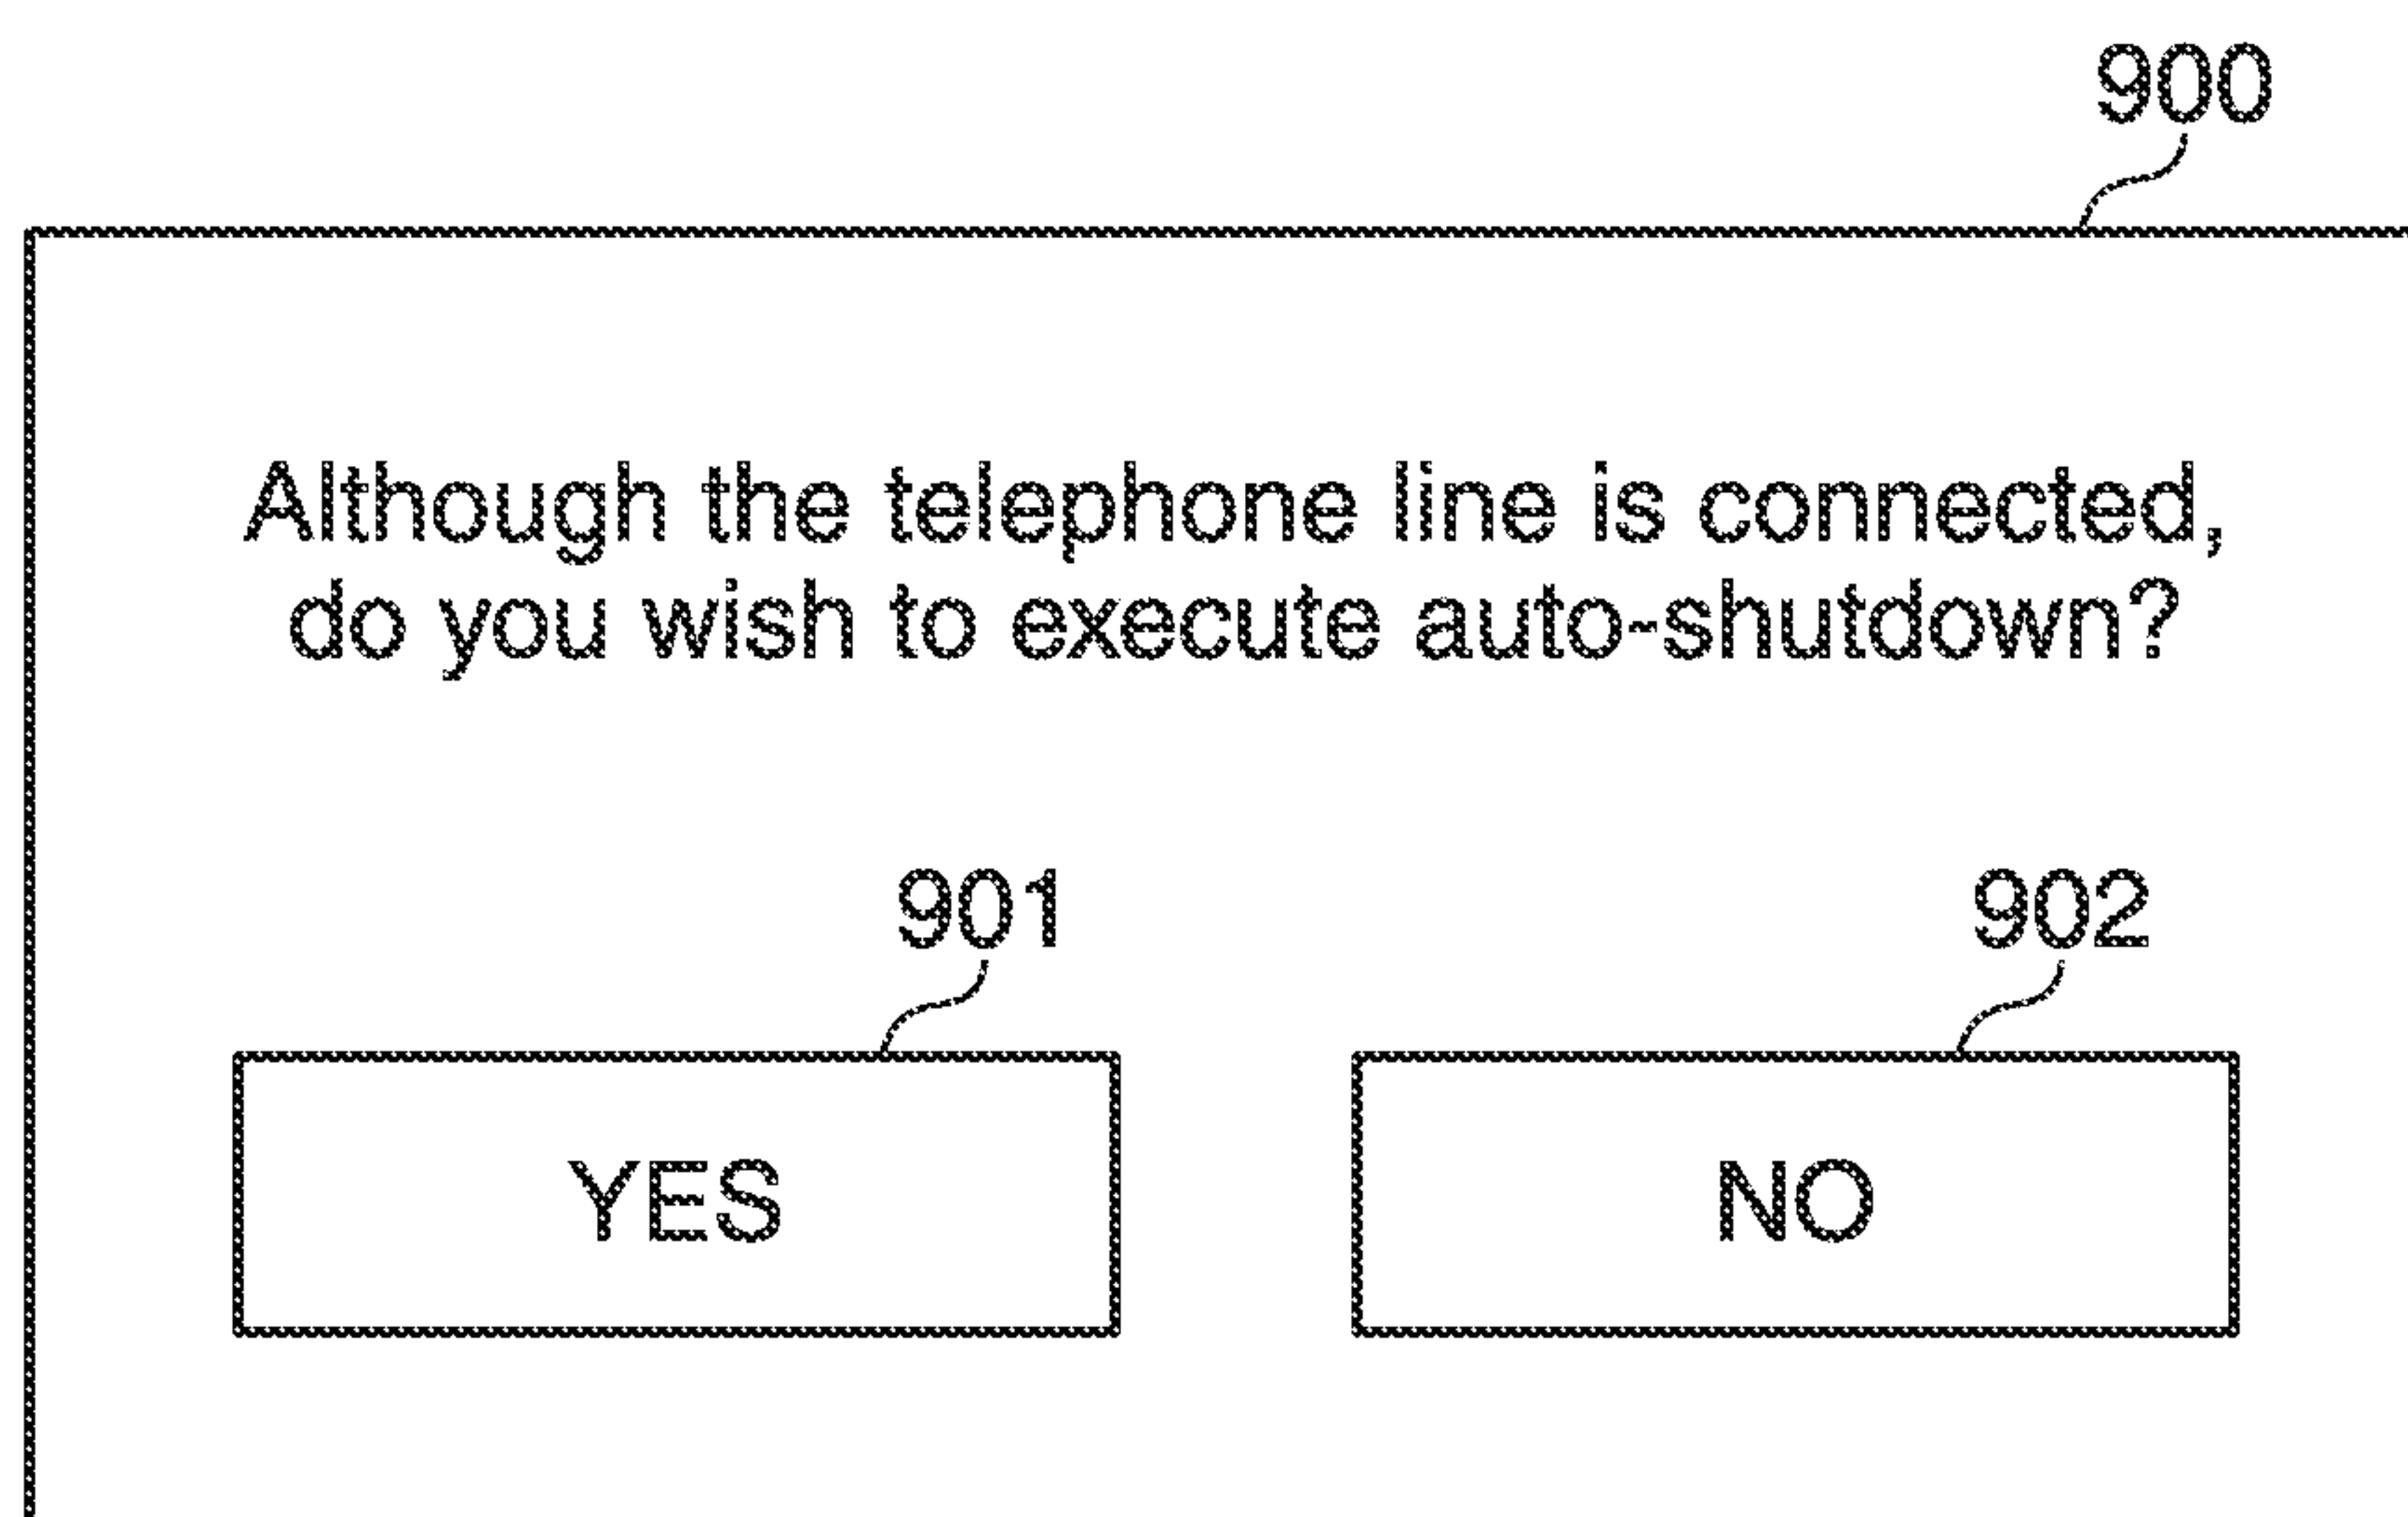 900
Although the telephone line is connected,
do you wish to execute auto-shutdown?
901
902
YES
NO